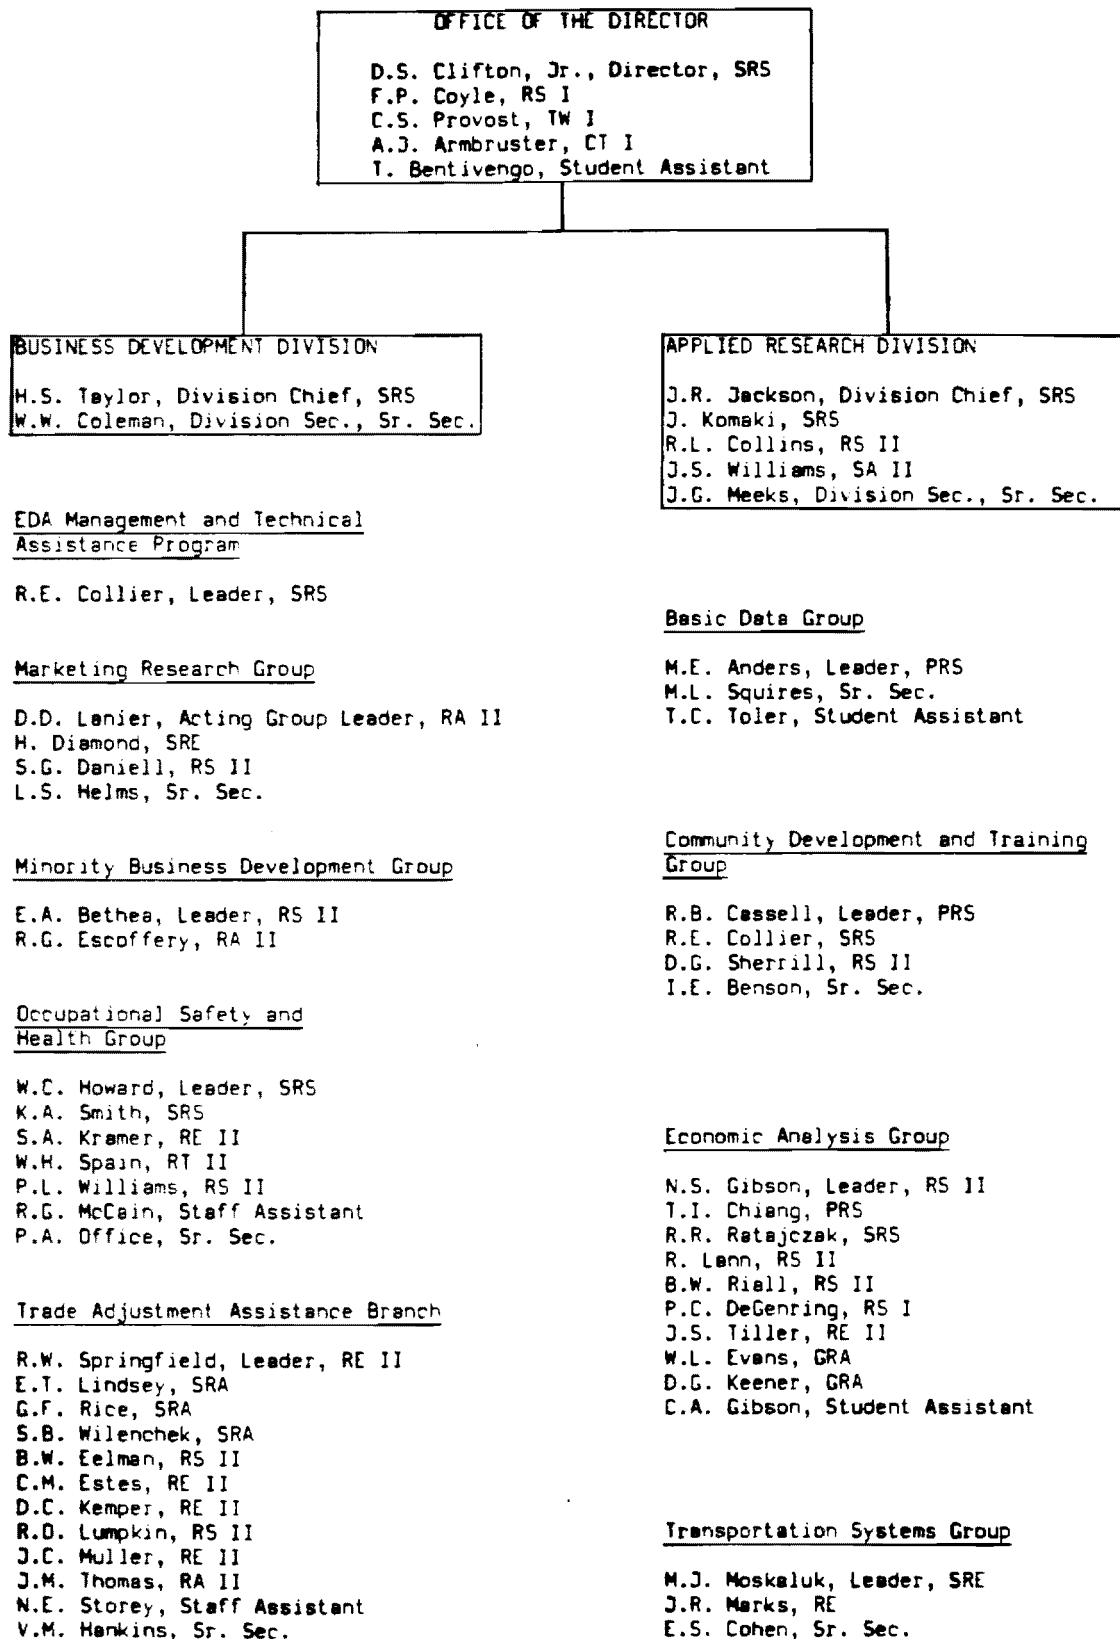 OFFICE OF THE DIRECTOR
D.S. Clifton, Jr., Director, SRS
F.P. Coyle, RS I
C.S. Provost, TW I
A.J. Armbruster, CT I
T. Bentivengo, Student Assistant
BUSINESS DEVELOPMENT DIVISION
H.S. Taylor, Division Chief, SRS
W.W. Coleman, Division Sec., Sr. Sec.
EDA Management and Technical
Assistance Program
R.E. Collier, Leader, SRS
Marketing Research Group
D.D. Lanier, Acting Group Leader, RA II
H. Diamond, SRE
S.G. Daniell, RS II
L.S. Helms, Sr. Sec.
Minority Business Development Group
E.A. Bethea, Leader, RS II
R.G. Escoffery, RA II
Occupational Safety and
Health Group
W.C. Howard, Leader, SRS
K.A. Smith, SRS
S.A. Kramer, RE II
W.H. Spain, RT II
P.L. Williams, RS II
R.G. McCain, Staff Assistant
P.A. Office, Sr. Sec.
Trade Adjustment Assistance Branch
R.W. Springfield, Leader, RE II
E.T. Lindsey, SRA
G.F. Rice, SRA
S.B. Wilenchek, SRA
B.W. Eelman, RS II
C.M. Estes, RE II
D.C. Kemper, RE II
R.D. Lumpkin, RS II
J.C. Muller, RE II
J.M. Thomas, RA II
N.E. Storey, Staff Assistant
V.M. Hankins, Sr. Sec.
APPLIED RESEARCH DIVISION
J.R. Jackson, Division Chief, SRS
J. Komaki, SRS
R.L. Collins, RS II
J.S. Williams, SA II
J.G. Meeks, Division Sec., Sr. Sec.
Basic Data Group
M.E. Anders, Leader, PRS
M.L. Squires, Sr. Sec.
T.C. Toler, Student Assistant
Community Development and Training
Group
R.B. Cassell, Leader, PRS
R.E. Collier, SRS
D.G. Sherrill, RS II
I.E. Benson, Sr. Sec.
Economic Analysis Group
N.S. Gibson, Leader, RS II
T.I. Chiang, PRS
R.R. Ratajczak, SRS
R. Lann, RS II
B.W. Riall, RS II
P.C. DeGenring, RS I
J.S. Tiller, RE II
W.L. Evans, GRA
D.G. Keener, GRA
C.A. Gibson, Student Assistant
Transportation Systems Group
M.J. Moskaluk, Leader, SRE
J.R. Marks, RE
E.S. Cohen, Sr. Sec.